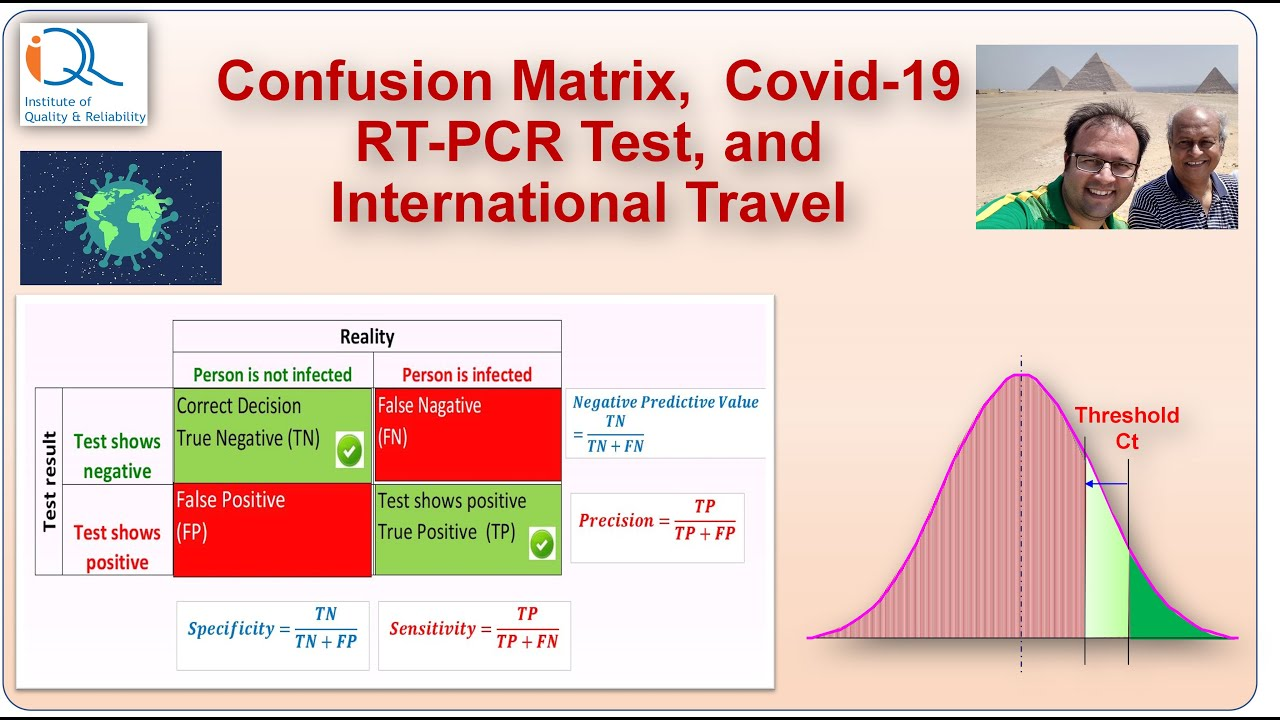 iQR
Institute of
Quality & Reliability
Confusion Matrix, Covid-19
RT-PCR Test, and
International Travel
Reality
Person is not infected
Person is infected
Test result
Test shows
negative
Correct Decision
True Negative (TN)
False Nagative
(FN)
Negative Predictive Value
= TN / TN + FN
Test shows
positive
False Positive
(FP)
Test shows positive
True Positive (TP)
Precision = TP / TP + FP
Specificity = TN / TN + FP
Sensitivity = TP / TP + FN
Threshold
Ct